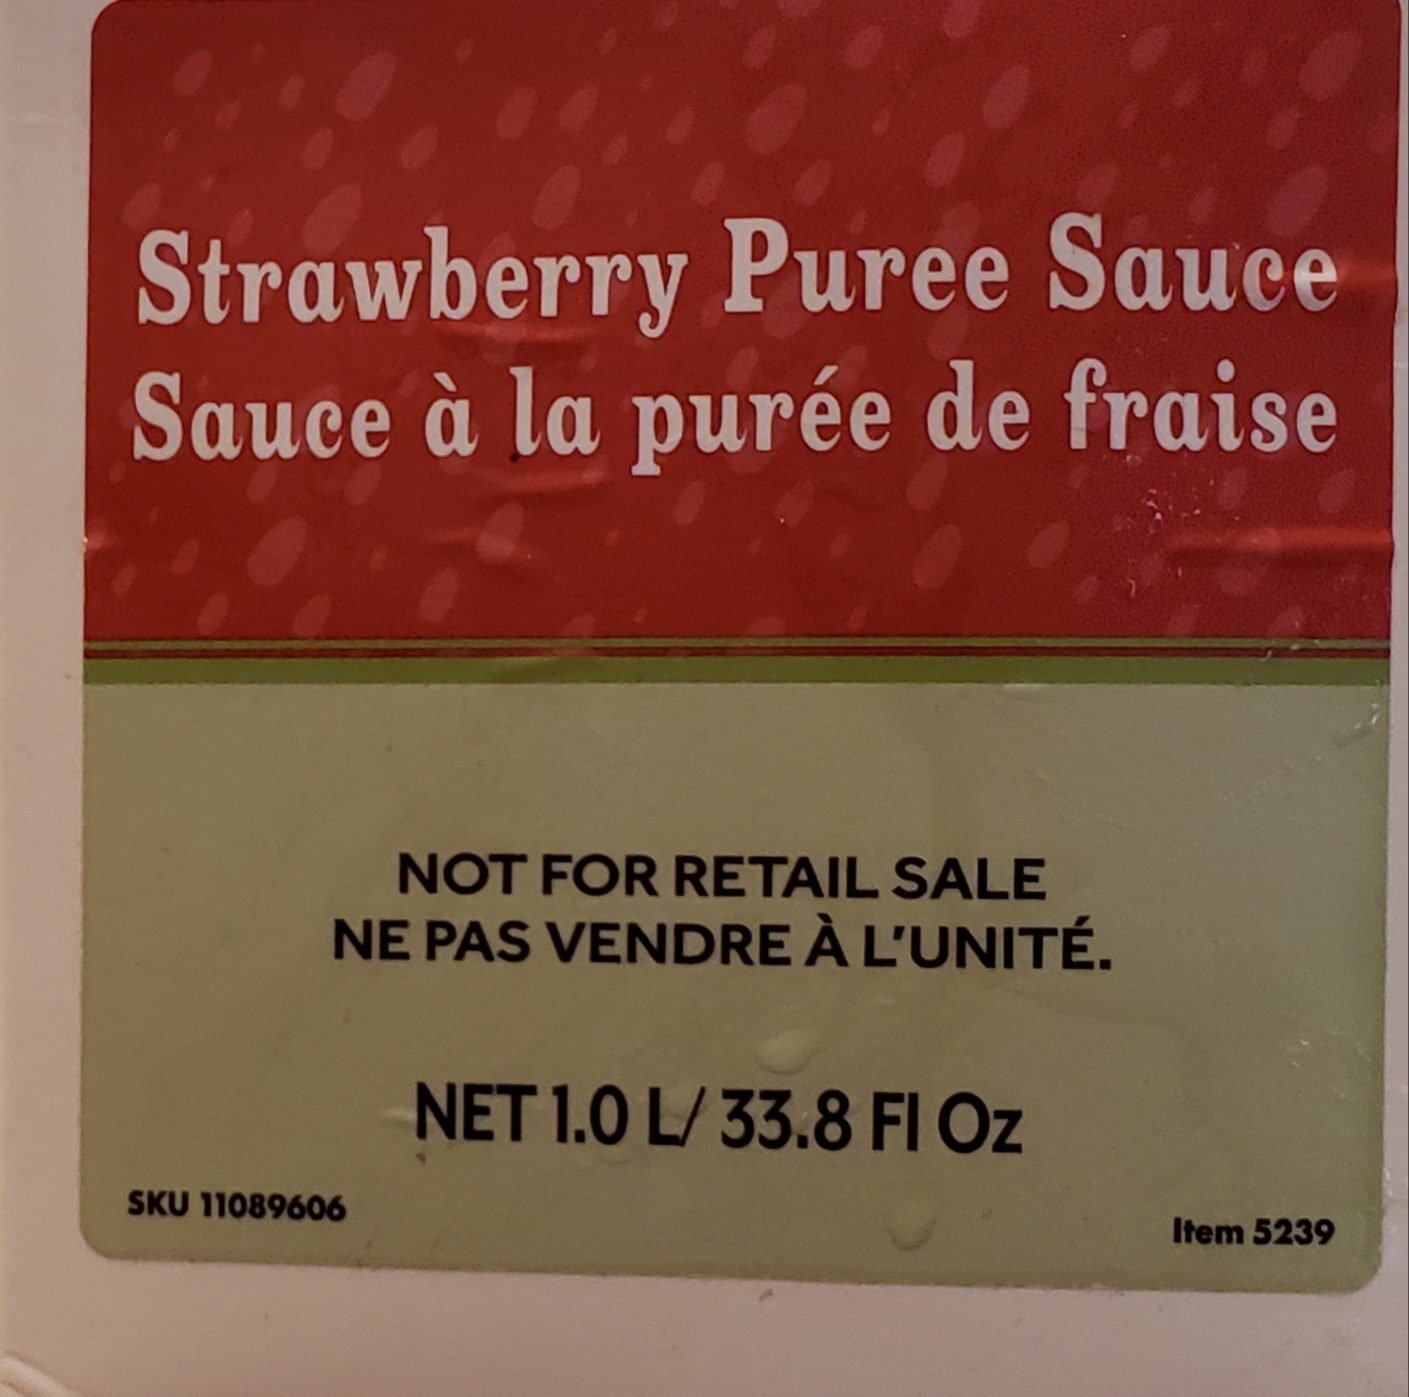 Strawberry Puree Sauce
Sauce à la purée de fraise
NOT FOR RETAIL SALE
NE PAS VENDRE À L'UNITÉ.
NET 1.0 L/ 33.8 Fl Oz
SKU 11089606
Item 5239